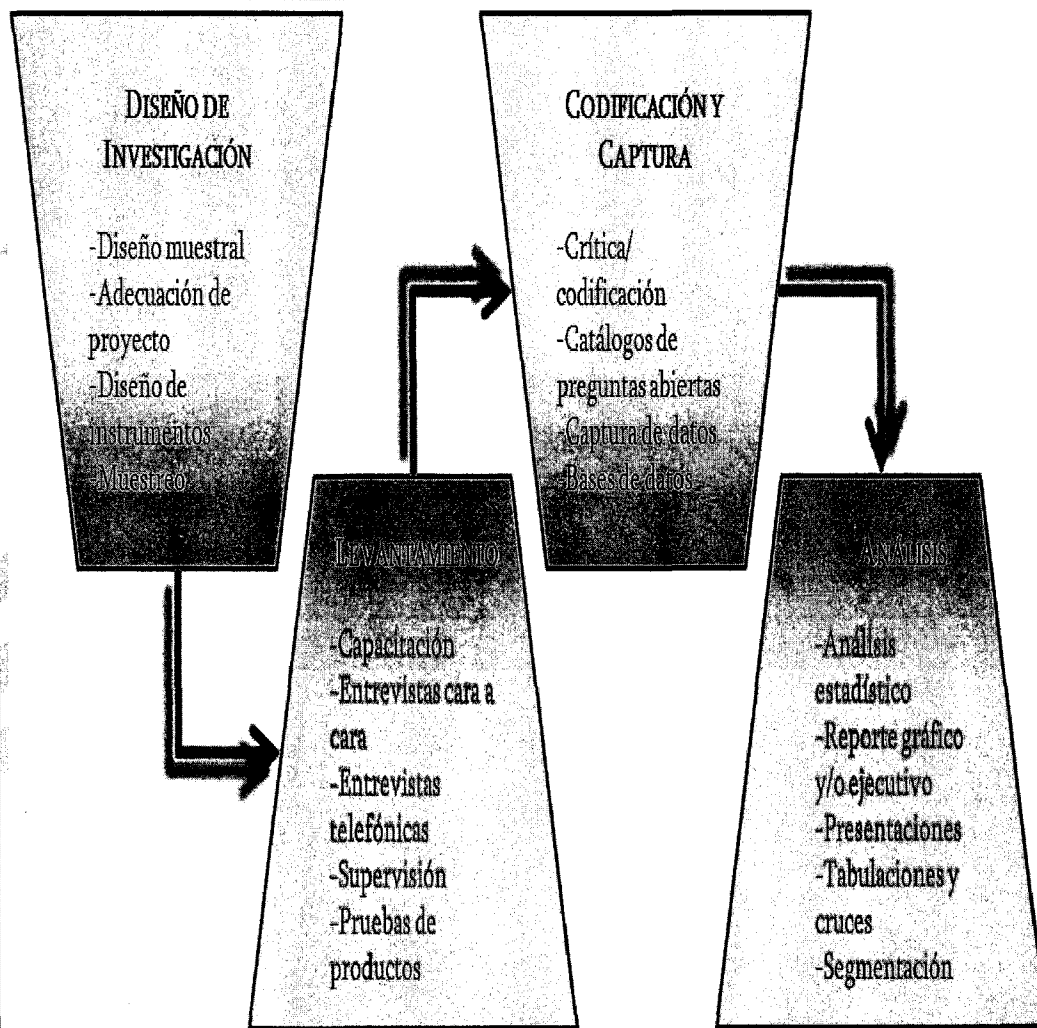 DISEÑO DE
INVESTIGACIÓN
-Diseño muestral
-Adecuación de
proyecto
-Diseño de
instrumentos
-Muestreo
LEVANTAMIENTO
-Capacitación
-Entrevistas cara a
cara
-Entrevistas
telefónicas
-Supervisión
-Pruebas de
productos
CODIFICACIÓN Y
CAPTURA
-Crítica/
codificación
-Catálogos de
preguntas abiertas
-Captura de datos
-Bases de datos
ANÁLISIS
-Análisis
estadístico
-Reporte gráfico
y/o ejecutivo
-Presentaciones
-Tabulaciones y
cruces
-Segmentación